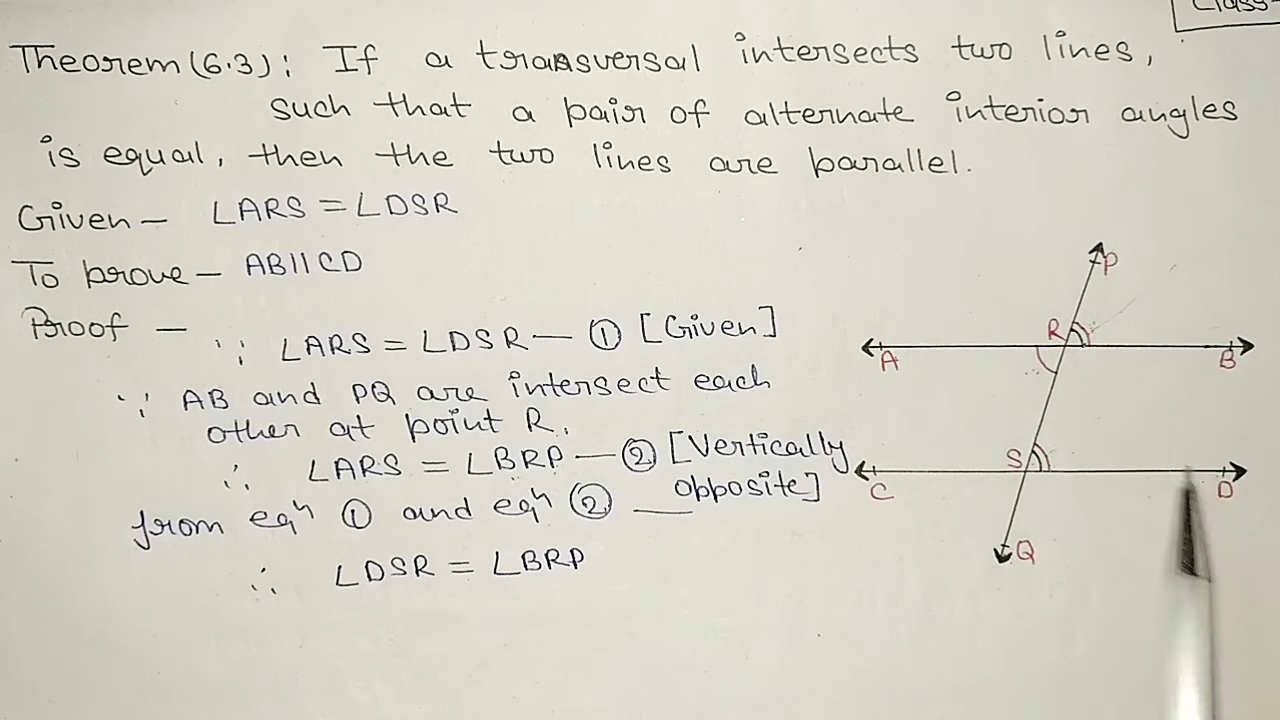 Class-
Theorem (6.3): If a transversal intersects two lines,
such that a pair of alternate interior angles
is equal, then the two lines are parallel.
Given - ∠ARS = ∠DSR
To prove - AB||CD
Proof -
∵ ∠ARS = ∠DSR — ① [Given]
∵ AB and PQ are intersect each
other at point R.
∴ ∠ARS = ∠BRP — ② [Vertically
opposite]
from eqⁿ ① and eqⁿ ② __
∴ ∠DSR = ∠BRP
P
R
A
B
S
C
D
Q